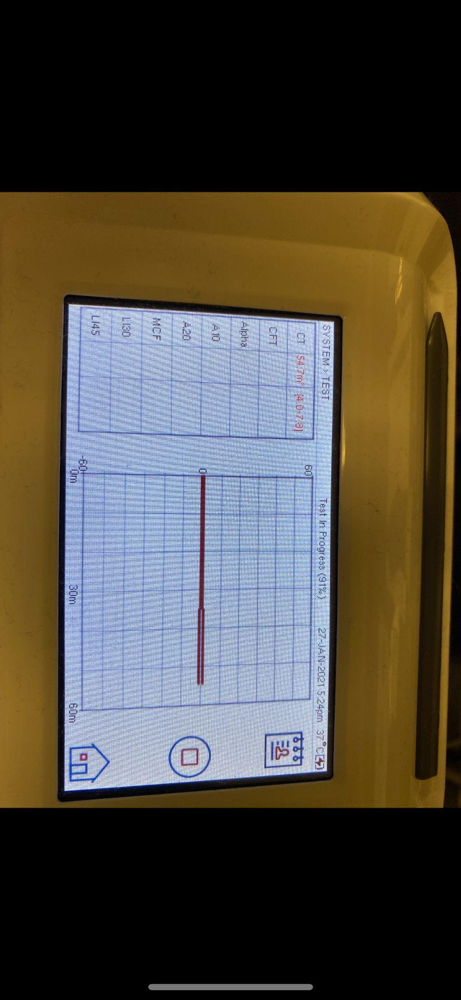 SYSTEM > TEST
Test In Progress (91%)
27-JAN-2021 5:24pm
37°C
CT 54.7m* [4.0-7.8]
CFT
Alpha
A10
A20
MCF
LI30
LI45
60
0
-60
0m
30m
60m